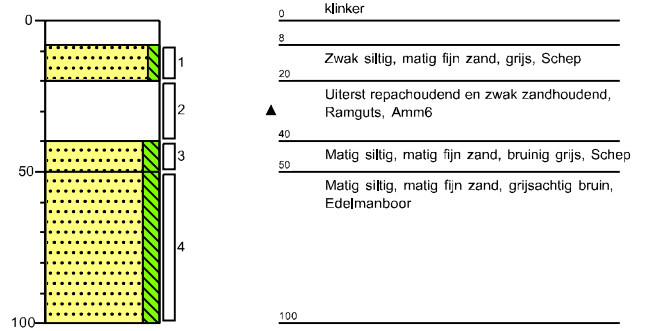 0
50
100
1
2
3
4
0
klinker
8
Zwak siltig, matig fijn zand, grijs, Schep
20
Uiterst repachoudend en zwak zandhoudend,
Ramguts, Amm6
40
Matig siltig, matig fijn zand, bruinig grijs, Schep
50
Matig siltig, matig fijn zand, grijsachtig bruin,
Edelmanboor
100